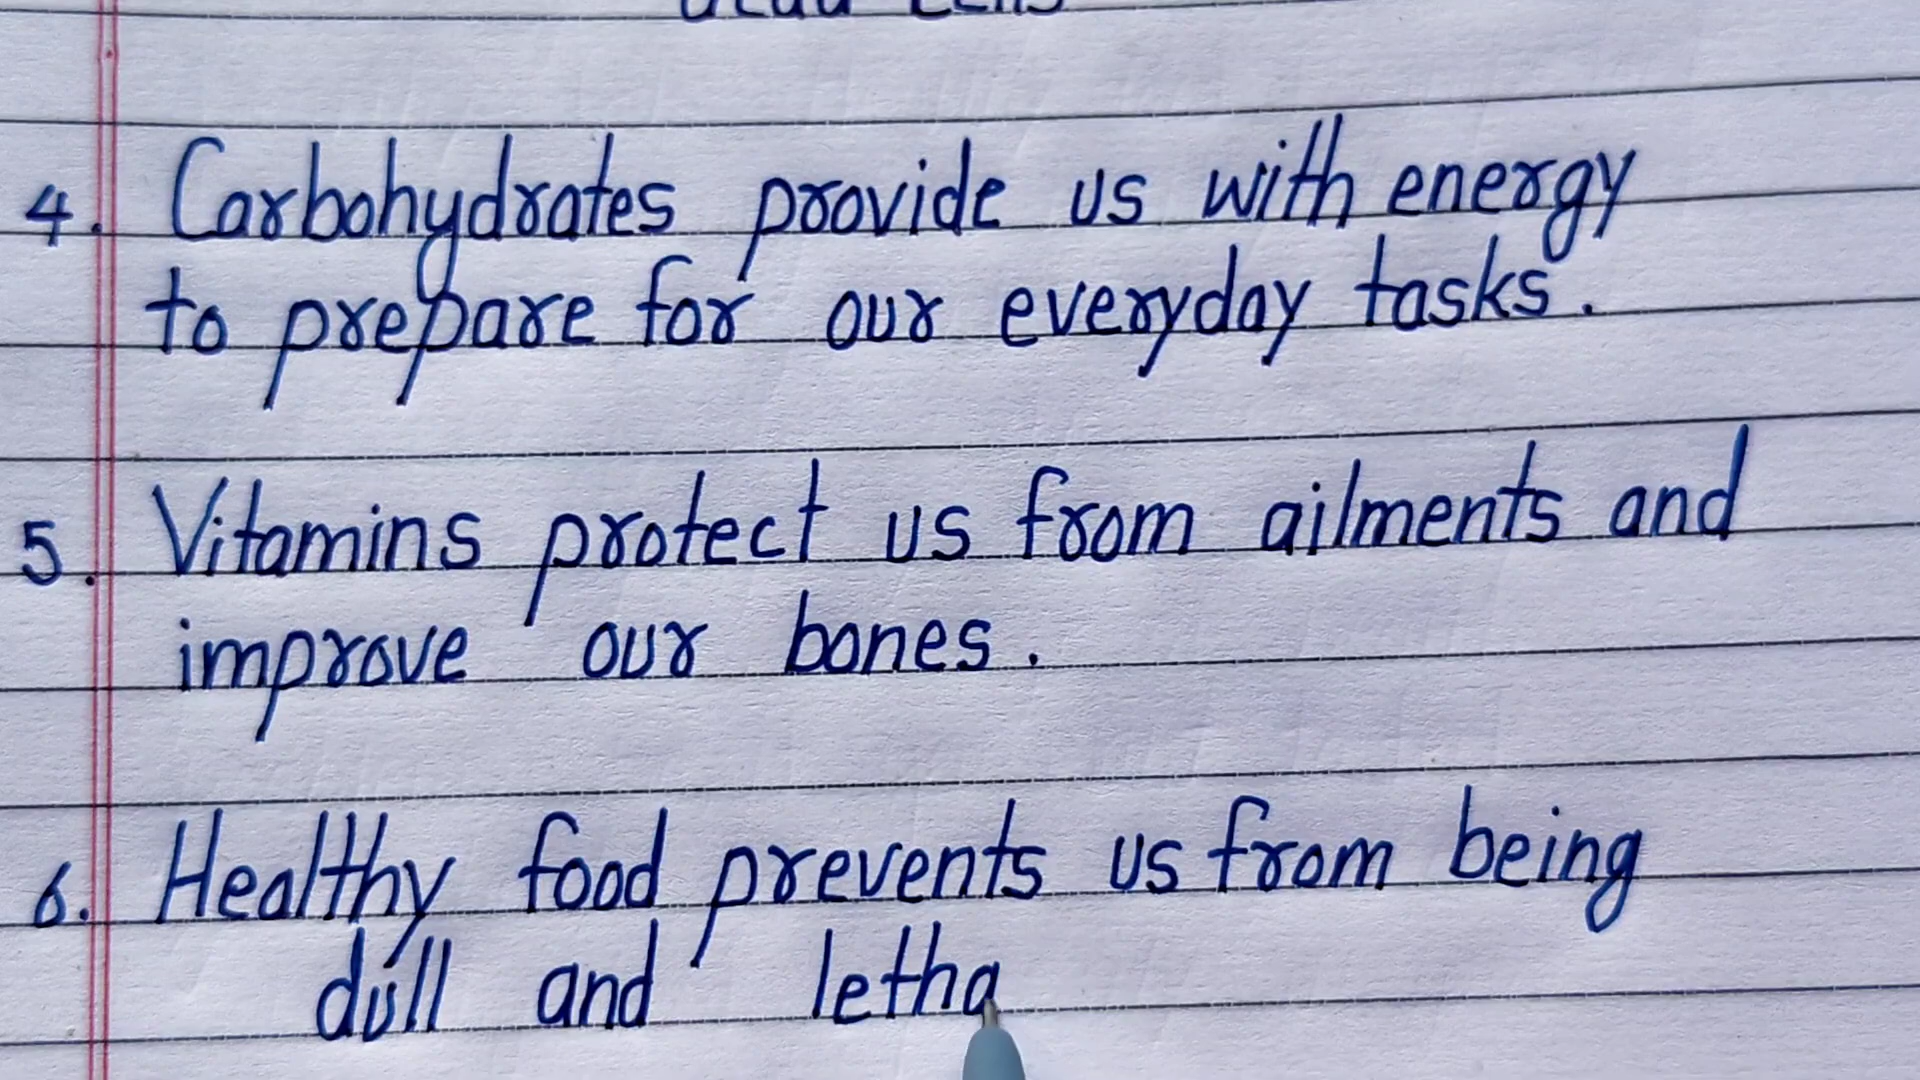 4. Carbohydrates provide us with energy
to prepare for our everyday tasks.
5. Vitamins protect us from ailments and
improve our bones.
6. Healthy food prevents us from being
dull and letha